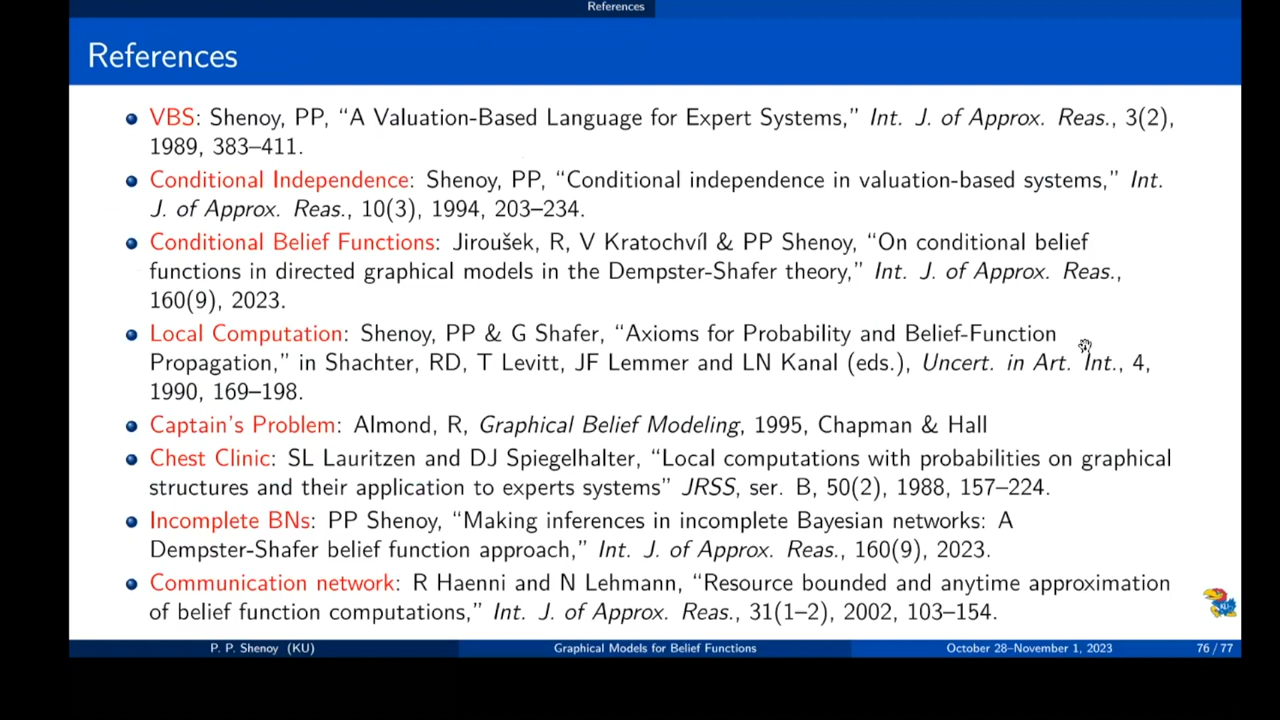 References
References
VBS: Shenoy, PP, “A Valuation-Based Language for Expert Systems,” Int. J. of Approx. Reas., 3(2),
1989, 383–411.
Conditional Independence: Shenoy, PP, “Conditional independence in valuation-based systems,” Int.
J. of Approx. Reas., 10(3), 1994, 203–234.
Conditional Belief Functions: Jiroušek, R, V Kratochvíl & PP Shenoy, “On conditional belief
functions in directed graphical models in the Dempster-Shafer theory,” Int. J. of Approx. Reas.,
160(9), 2023.
Local Computation: Shenoy, PP & G Shafer, “Axioms for Probability and Belief-Function
Propagation,” in Shachter, RD, T Levitt, JF Lemmer and LN Kanal (eds.), Uncert. in Art. Int., 4,
1990, 169–198.
Captain's Problem: Almond, R, Graphical Belief Modeling, 1995, Chapman & Hall
Chest Clinic: SL Lauritzen and DJ Spiegelhalter, “Local computations with probabilities on graphical
structures and their application to experts systems” JRSS, ser. B, 50(2), 1988, 157–224.
Incomplete BNs: PP Shenoy, “Making inferences in incomplete Bayesian networks: A
Dempster-Shafer belief function approach,” Int. J. of Approx. Reas., 160(9), 2023.
Communication network: R Haenni and N Lehmann, “Resource bounded and anytime approximation
of belief function computations,” Int. J. of Approx. Reas., 31(1–2), 2002, 103–154.
KU
P. P. Shenoy (KU)
Graphical Models for Belief Functions
October 28–November 1, 2023
76 / 77